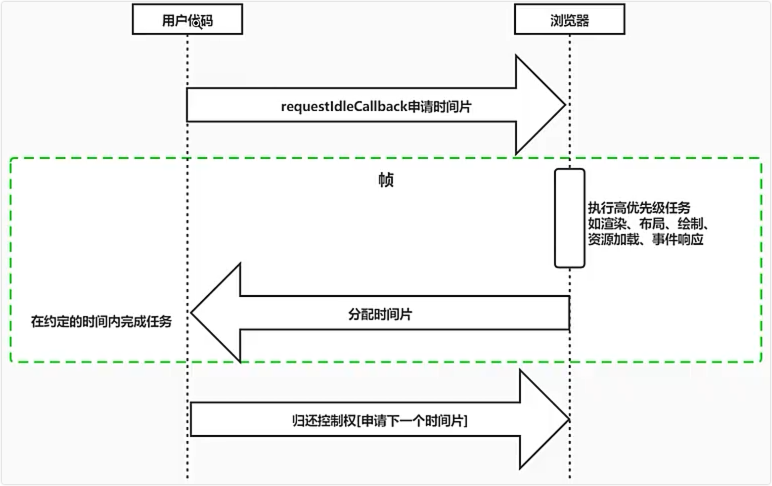 用户代码
浏览器
requestIdleCallback申请时间片
帧
执行高优先级任务
如渲染、布局、绘制、
资源加载、事件响应
分配时间片
在约定的时间内完成任务
归还控制权[申请下一个时间片]